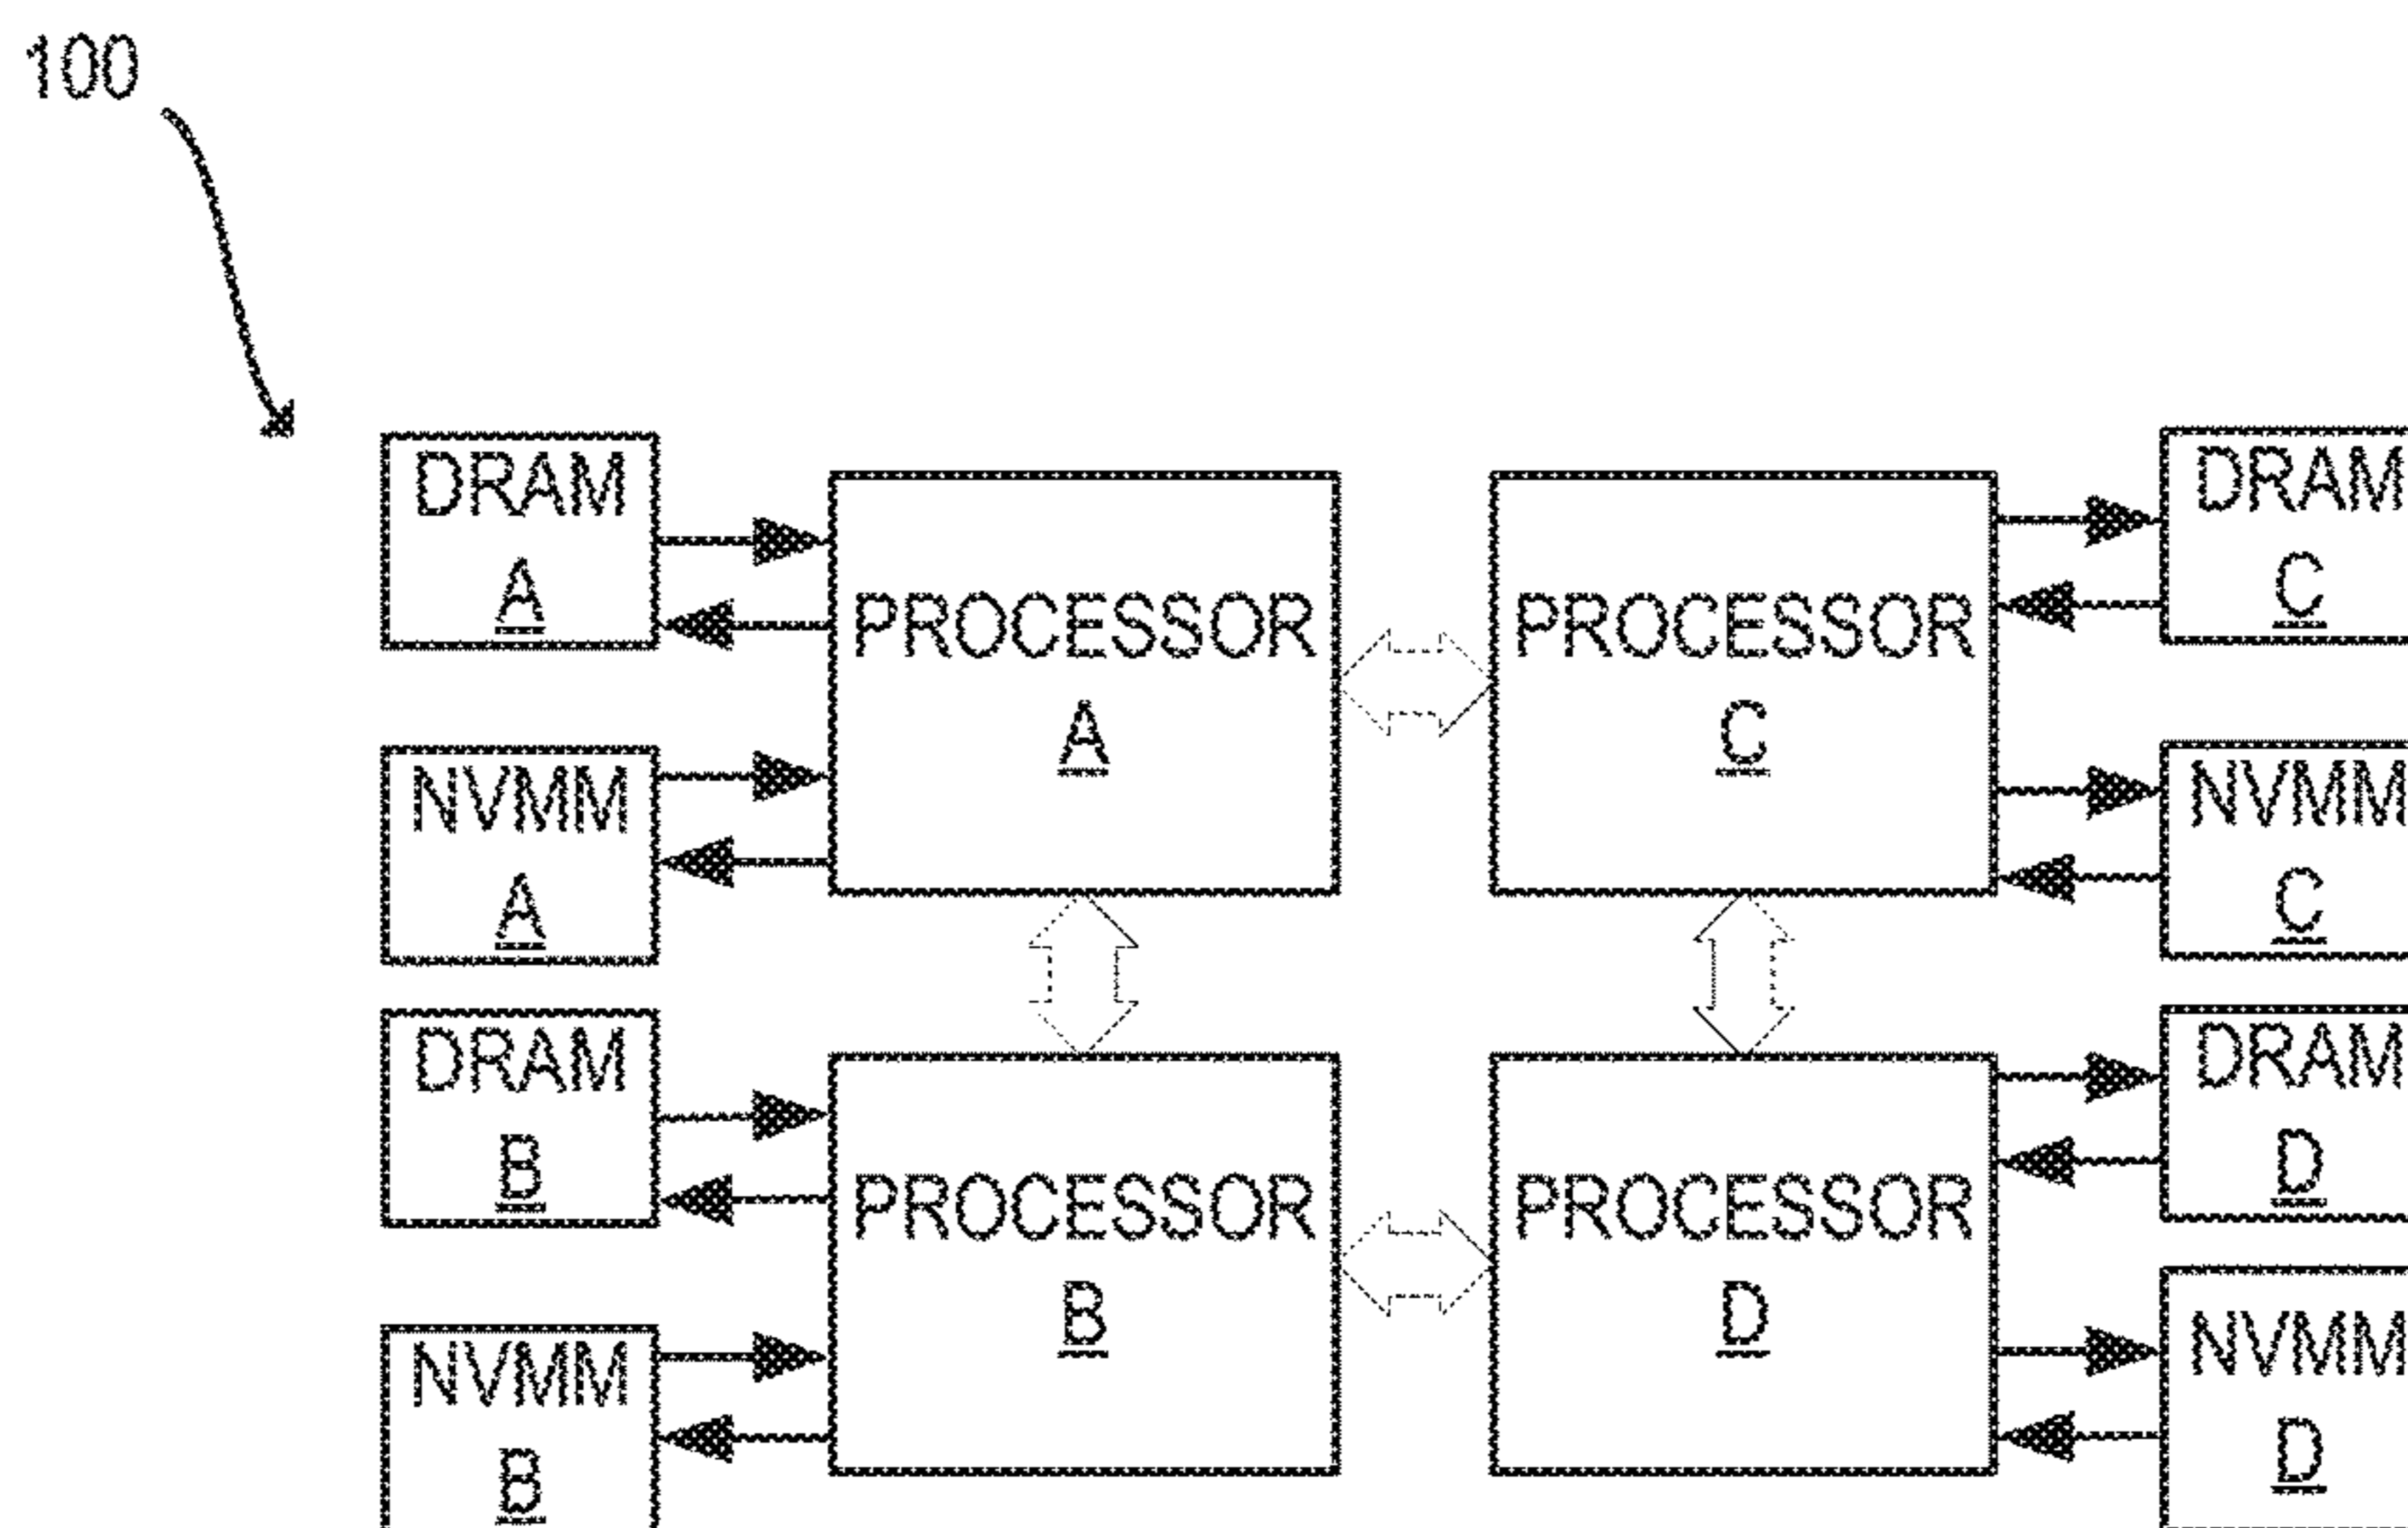 100
DRAM
A
PROCESSOR
A
NVMM
A
PROCESSOR
C
DRAM
C
NVMM
C
DRAM
B
PROCESSOR
B
NVMM
B
PROCESSOR
D
DRAM
D
NVMM
D